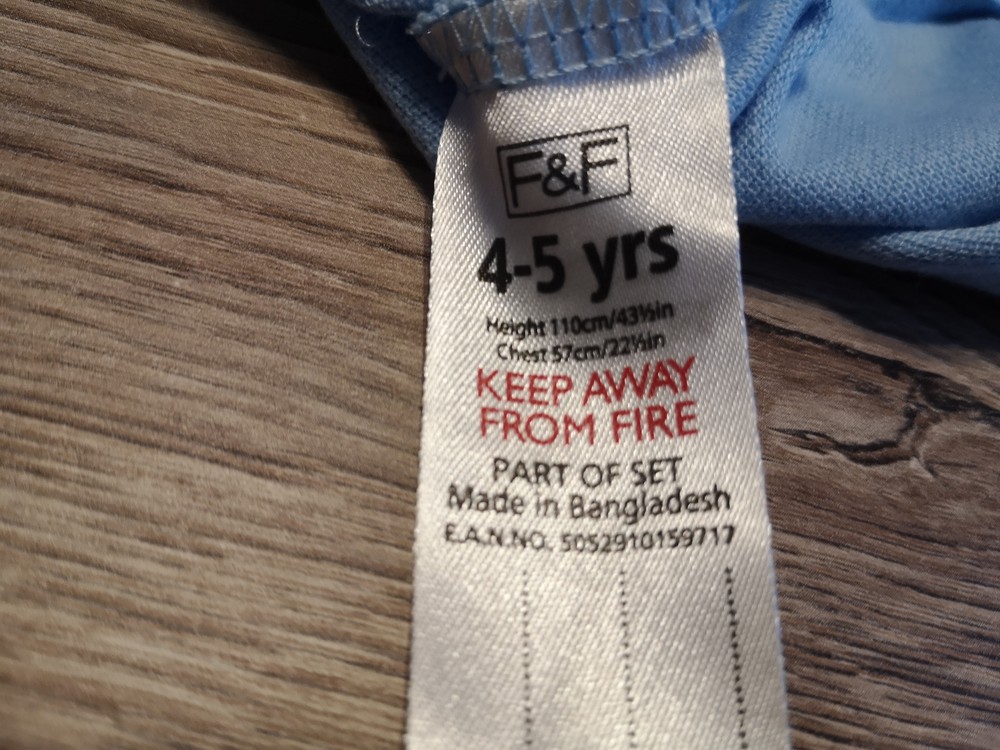 F&F
4-5 yrs
Height 110cm/43½in
Chest 57cm/22½in
KEEP AWAY
FROM FIRE
PART OF SET
Made in Bangladesh
E.A.N.NO. 5052910159717